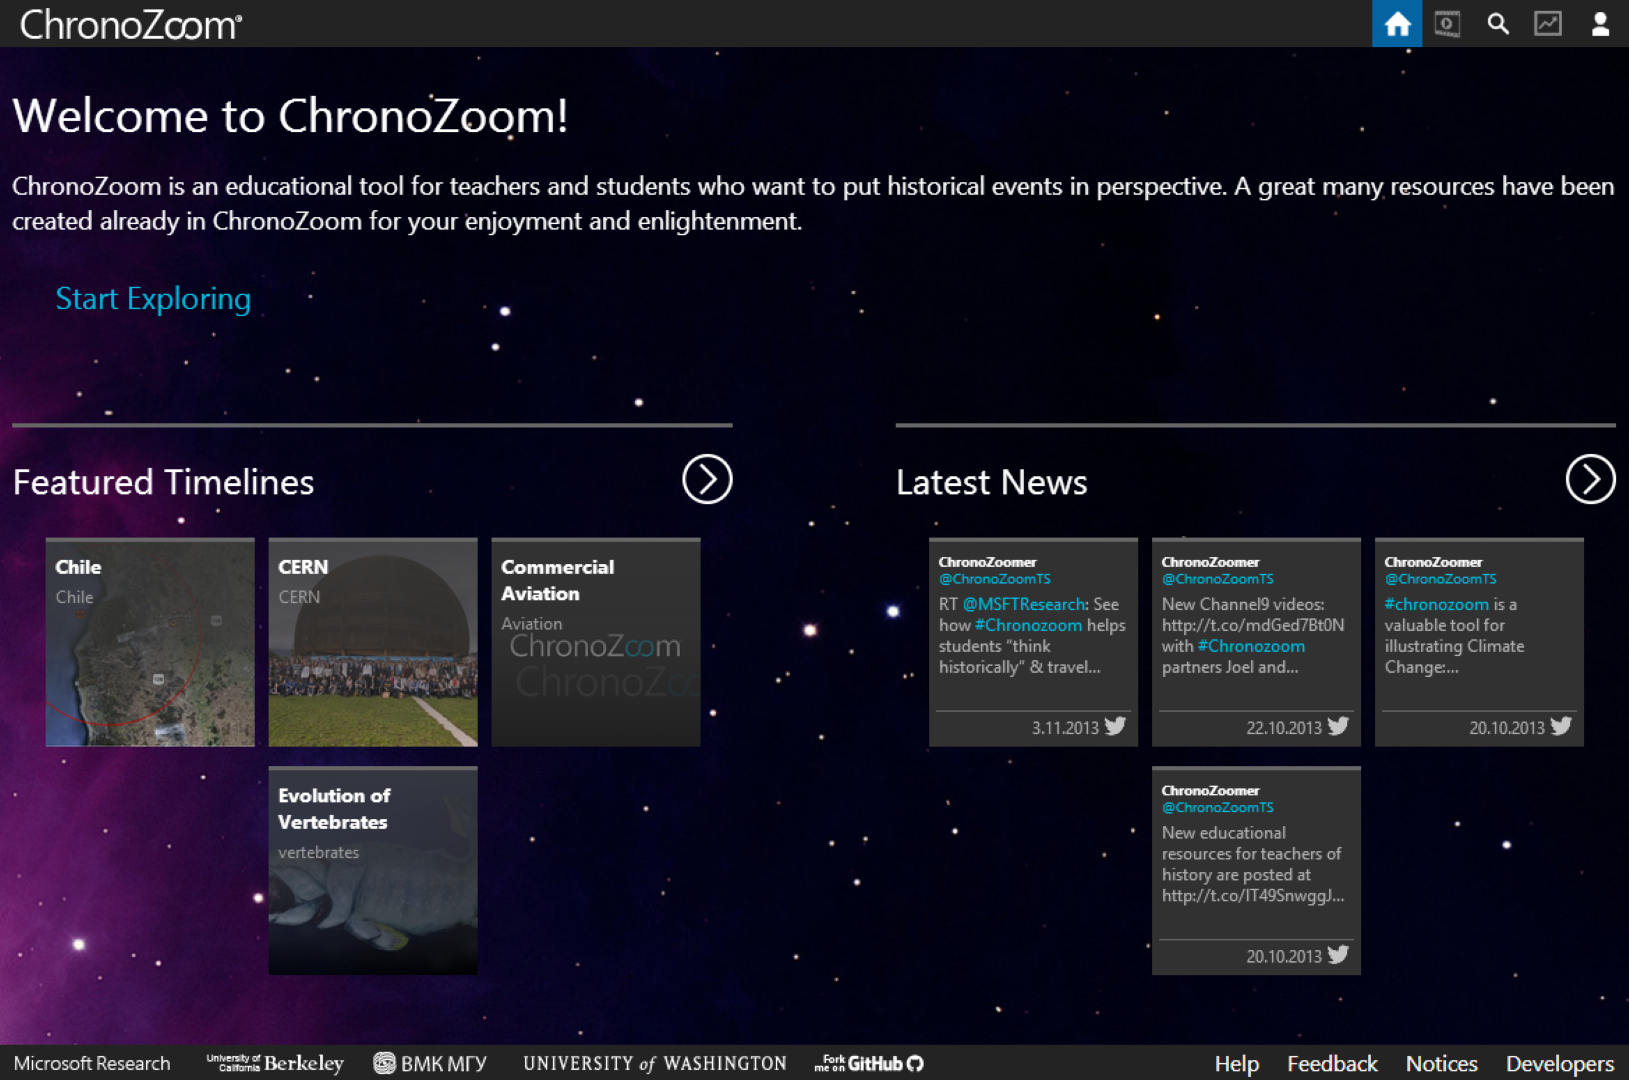 ChronoZoom®
Welcome to ChronoZoom!
ChronoZoom is an educational tool for teachers and students who want to put historical events in perspective. A great many resources have been
created already in ChronoZoom for your enjoyment and enlightenment.
Start Exploring
Featured Timelines
Chile
Chile
CERN
CERN
Commercial
Aviation
Aviation
ChronoZoom
ChronoZoo
Evolution of
Vertebrates
vertebrates
Latest News
ChronoZoomer
@ChronoZoomTS
RT @MSFTResearch: See
how #Chronozoom helps
students “think
historically” & travel...
3.11.2013
ChronoZoomer
@ChronoZoomTS
New Channel9 videos:
http://t.co/mdGed7Bt0N
with #Chronozoom
partners Joel and...
22.10.2013
ChronoZoomer
@ChronoZoomTS
#chronozoom is a
valuable tool for
illustrating Climate
Change:...
20.10.2013
ChronoZoomer
@ChronoZoomTS
New educational
resources for teachers of
history are posted at
http://t.co/IT49SnwggJ...
20.10.2013
Microsoft Research
University of
California Berkeley
ВМК МГУ
UNIVERSITY of WASHINGTON
Fork
me on GitHub
Help Feedback Notices Developers